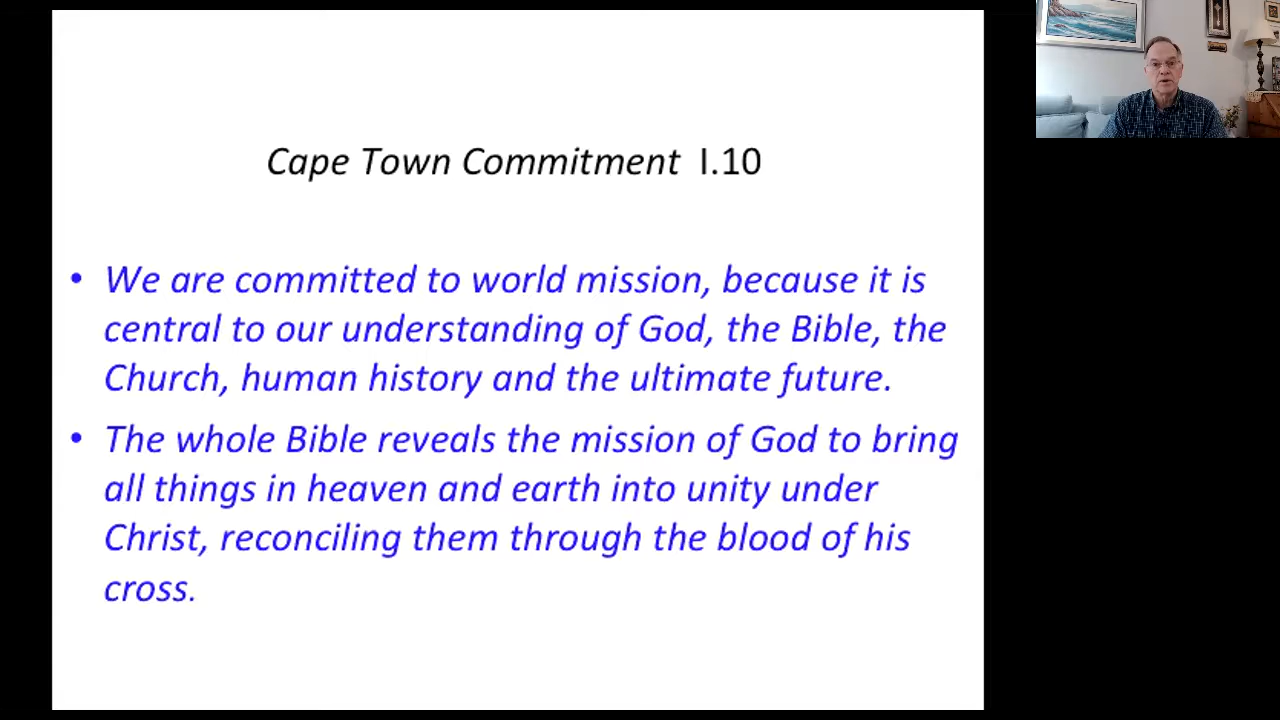 Cape Town Commitment I.10
• We are committed to world mission, because it is
central to our understanding of God, the Bible, the
Church, human history and the ultimate future.
• The whole Bible reveals the mission of God to bring
all things in heaven and earth into unity under
Christ, reconciling them through the blood of his
cross.